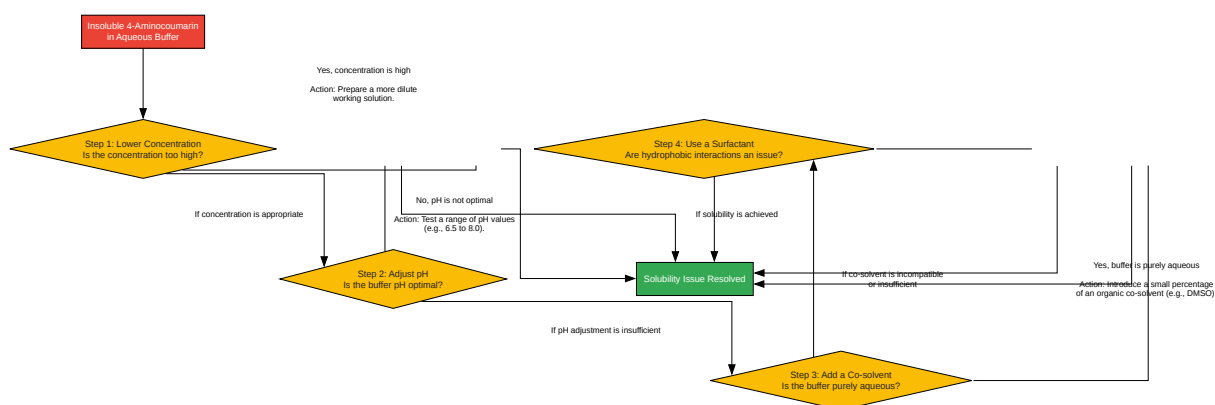 Insoluble 4-Aminocoumarin
in Aqueous Buffer
Yes, concentration is high
Action: Prepare a more dilute
working solution.
Step 1: Lower Concentration
Is the concentration too high?
Step 4: Use a Surfactant
Are hydrophobic interactions an issue?
No, pH is not optimal
Action: Test a range of pH values
(e.g., 6.5 to 8.0).
If concentration is appropriate
If solubility is achieved
Step 2: Adjust pH
Is the buffer pH optimal?
Solubility Issue Resolved
If co-solvent is incompatible
or insufficient
Yes, buffer is purely aqueous
Action: Introduce a small percentage
of an organic co-solvent (e.g., DMSO)
If pH adjustment is insufficient
Step 3: Add a Co-solvent
Is the buffer purely aqueous?